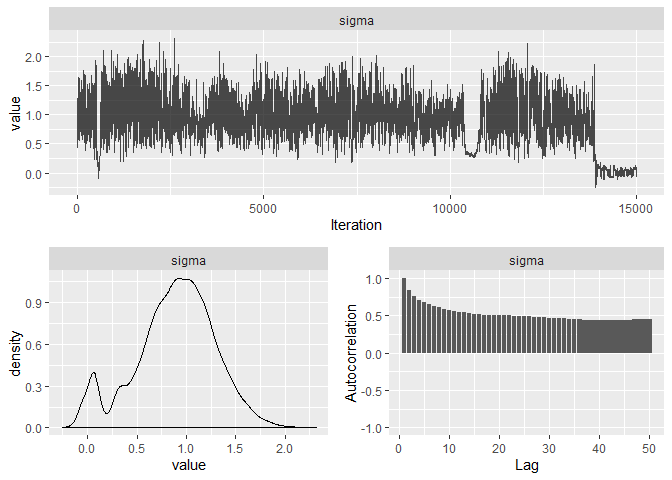 sigma
value
2.0
1.5
1.0
0.5
0.0
0 5000 10000 15000
Iteration
sigma
density
0.9
0.6
0.3
0.0
0.0 0.5 1.0 1.5 2.0
value
sigma
Autocorrelation
1.0
0.5
0.0
-0.5
-1.0
0 10 20 30 40 50
Lag